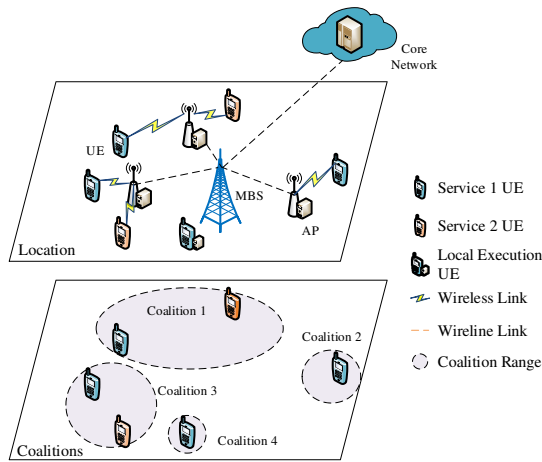 Core
Network
UE
MBS
AP
Location
Service 1 UE
Service 2 UE
Local Execution
UE
Wireless Link
Wireline Link
Coalition Range
Coalition 1
Coalition 2
Coalition 3
Coalition 4
Coalitions